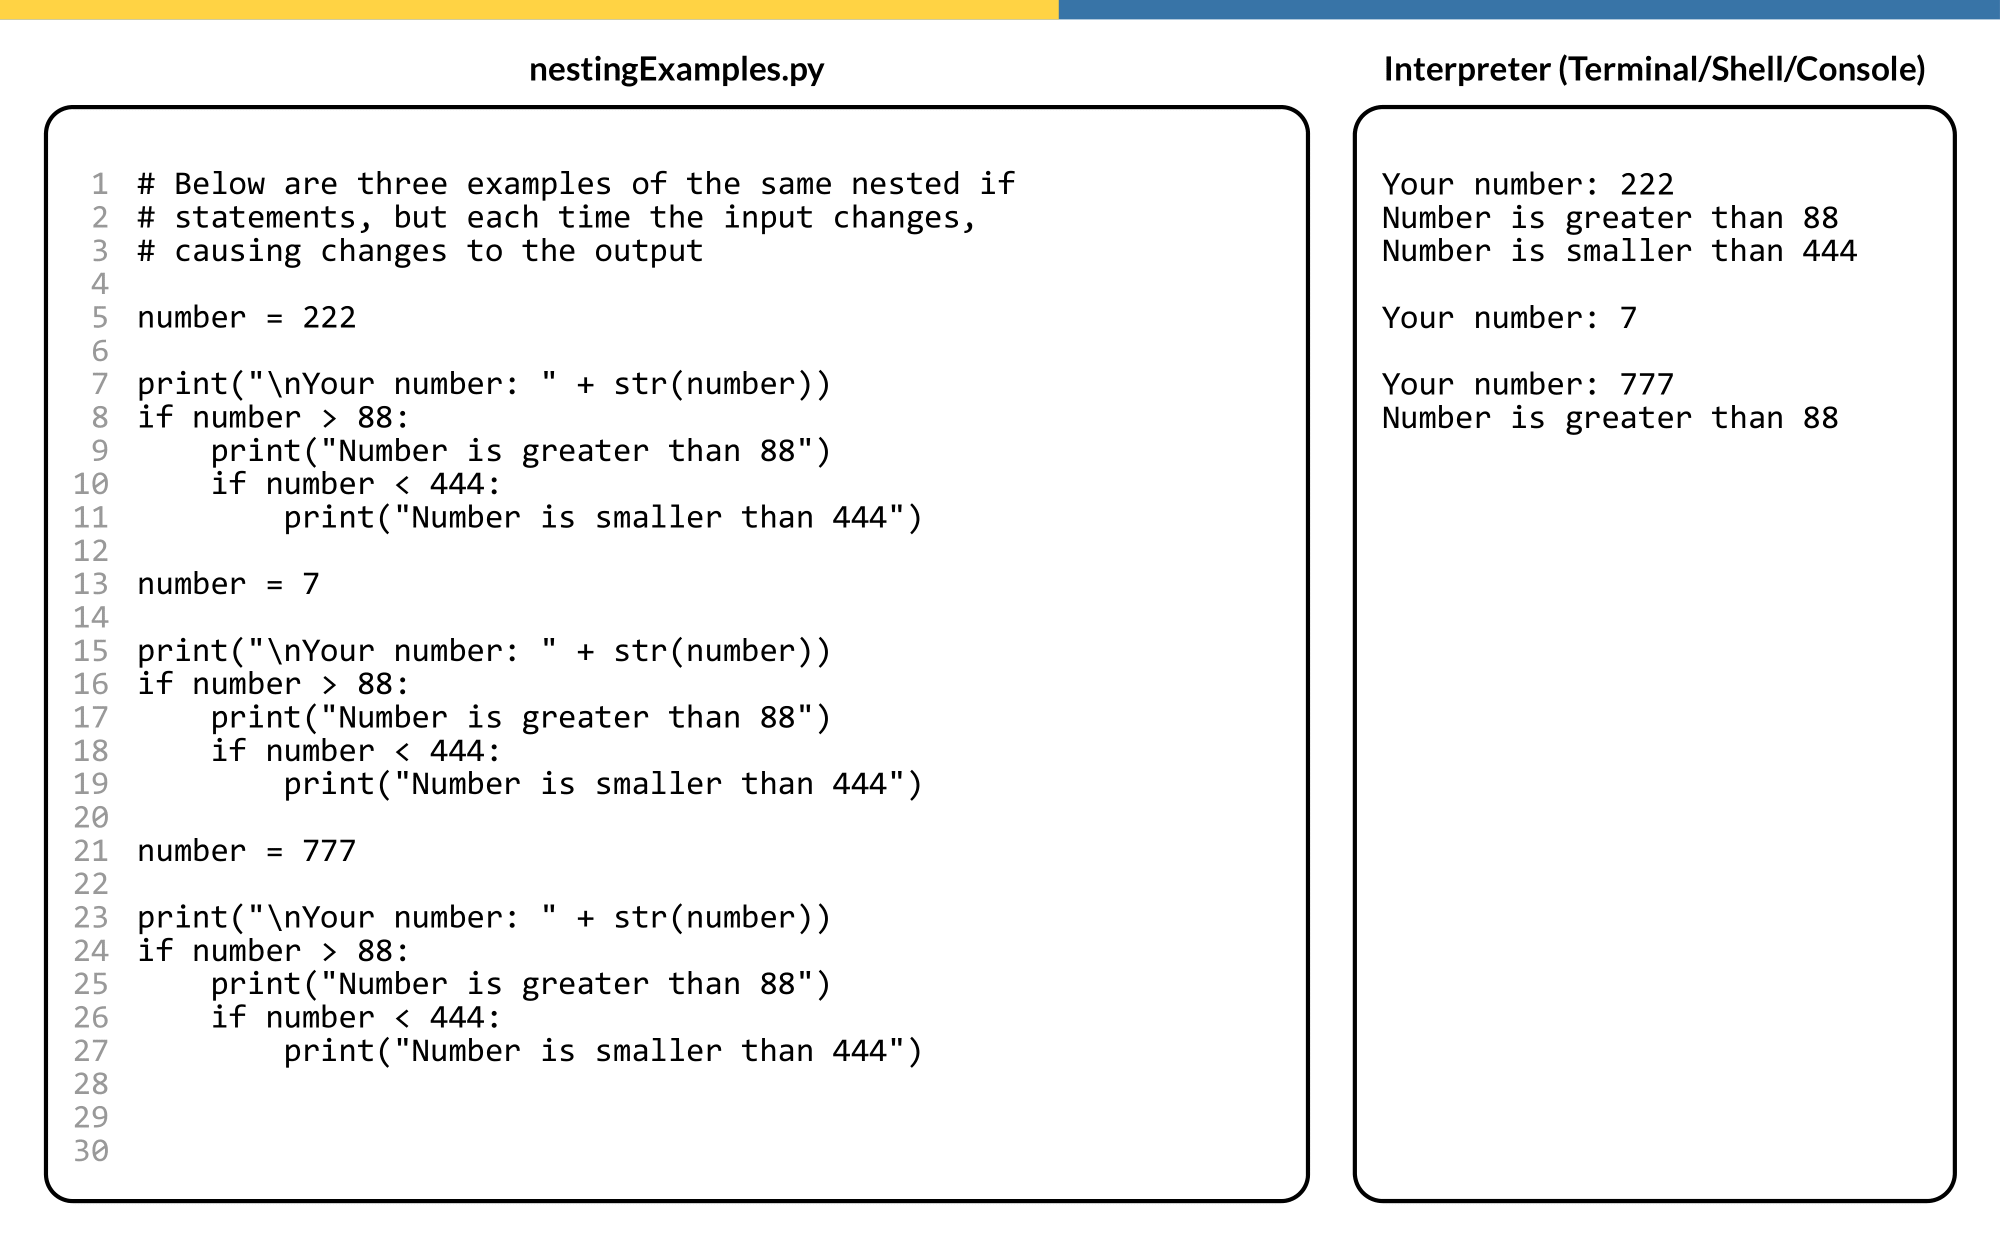 nestingExamples.py
1 # Below are three examples of the same nested if
2 # statements, but each time the input changes,
3 # causing changes to the output
4
5 number = 222
6
7 print("\nYour number: " + str(number))
8 if number > 88:
9     print("Number is greater than 88")
10     if number < 444:
11         print("Number is smaller than 444")
12
13 number = 7
14
15 print("\nYour number: " + str(number))
16 if number > 88:
17     print("Number is greater than 88")
18     if number < 444:
19         print("Number is smaller than 444")
20
21 number = 777
22
23 print("\nYour number: " + str(number))
24 if number > 88:
25     print("Number is greater than 88")
26     if number < 444:
27         print("Number is smaller than 444")
28
29
30
Interpreter (Terminal/Shell/Console)
Your number: 222
Number is greater than 88
Number is smaller than 444

Your number: 7

Your number: 777
Number is greater than 88